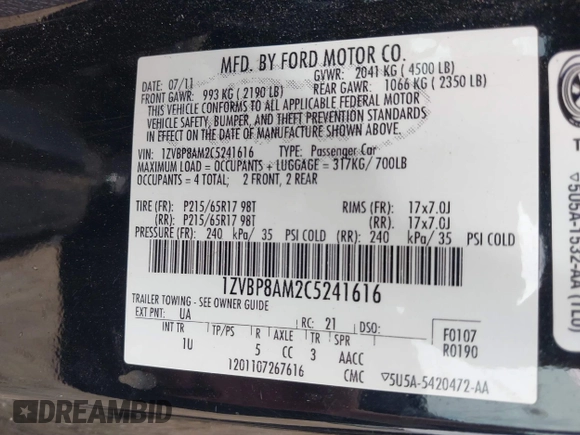 MFD. BY FORD MOTOR CO.
DATE: 07/11 GVWR: 2041 KG ( 4500 LB)
FRONT GAWR: 993 KG ( 2190 LB) REAR GAWR: 1066 KG ( 2350 LB)
THIS VEHICLE CONFORMS TO ALL APPLICABLE FEDERAL MOTOR
VEHICLE SAFETY, BUMPER, AND THEFT PREVENTION STANDARDS
IN EFFECT ON THE DATE OF MANUFACTURE SHOWN ABOVE.
VIN: 1ZVBP8AM2C5241616 TYPE: Passenger Car
MAXIMUM LOAD = OCCUPANTS + LUGGAGE = 317KG/ 700LB
OCCUPANTS = 4 TOTAL; 2 FRONT, 2 REAR
TIRE (FR): P215/65R17 98T RIMS (FR): 17x7.0J
(RR): P215/65R17 98T (RR): 17x7.0J
PRESSURE (FR): 240 kPa/ 35 PSI COLD (RR): 240 kPa/ 35 PSI COLD
1ZVBP8AM2C5241616
TRAILER TOWING - SEE OWNER GUIDE
EXT PNT: UA RC: 21 DSO:
INT TR TP/PS R AXLE TR SPR
1U 5 CC 3 AACC
F0107
R0190
1201107267616 CMC 5U5A-5420472-AA
5U5A-1532-AA (TLU)
DREAMBID